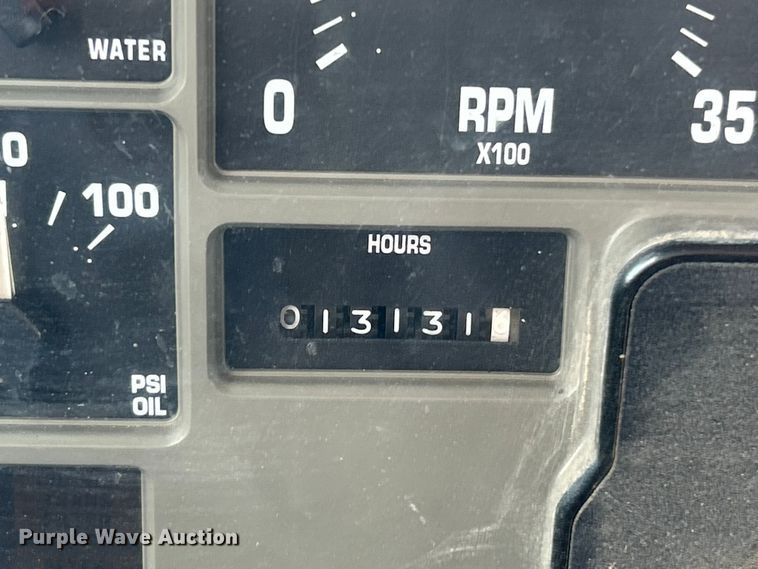 WATER
0
RPM
X100
35
0
100
HOURS
013131
PSI
OIL
Purple Wave Auction